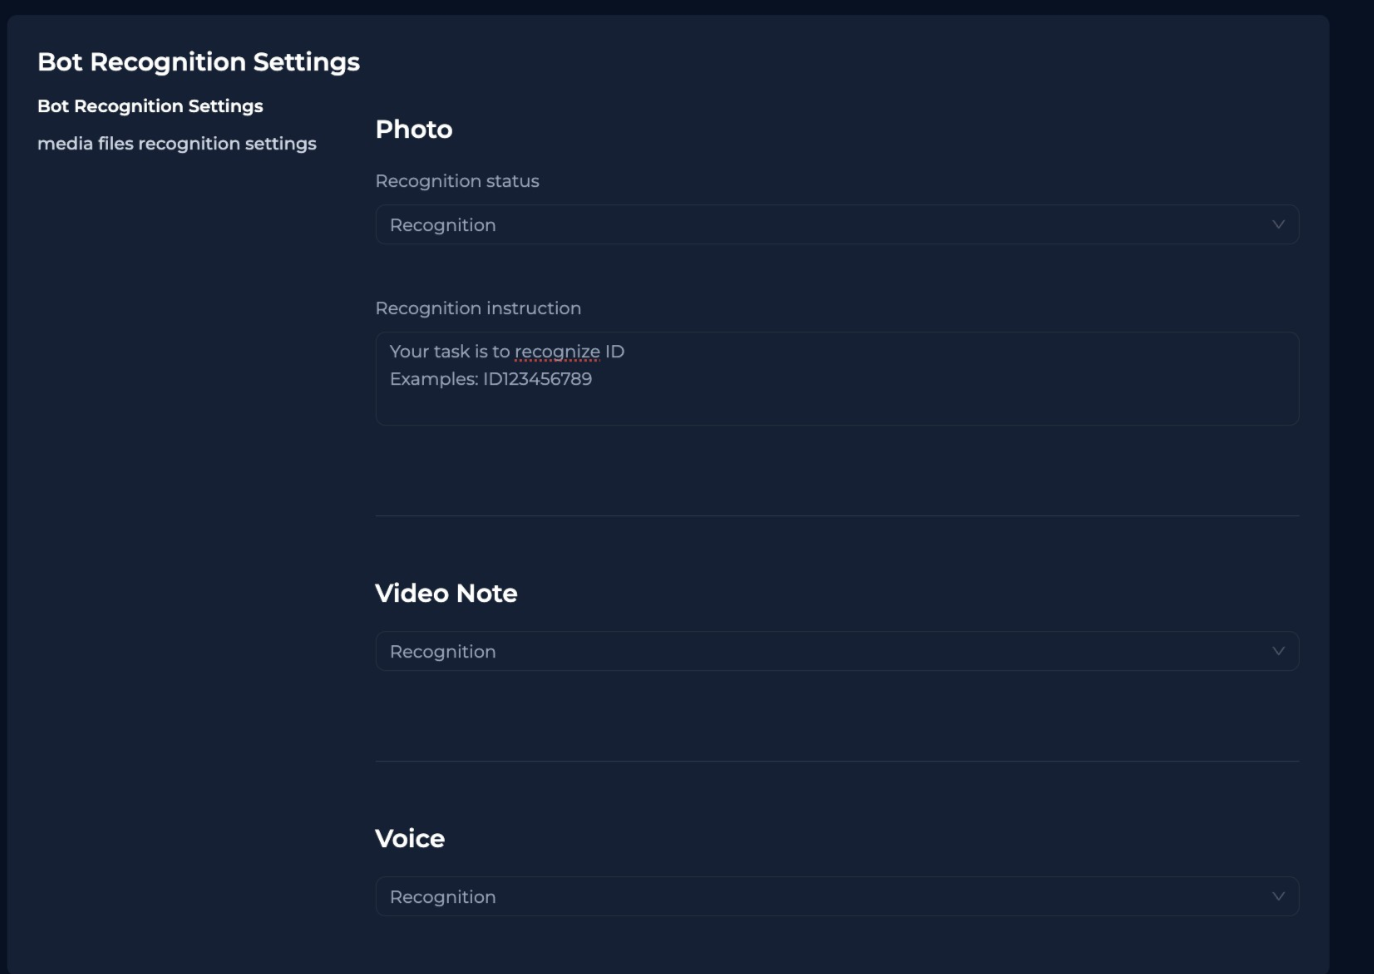 Bot Recognition Settings
Bot Recognition Settings
media files recognition settings
Photo
Recognition status
Recognition
Recognition instruction
Your task is to recognize ID
Examples: ID123456789
Video Note
Recognition
Voice
Recognition